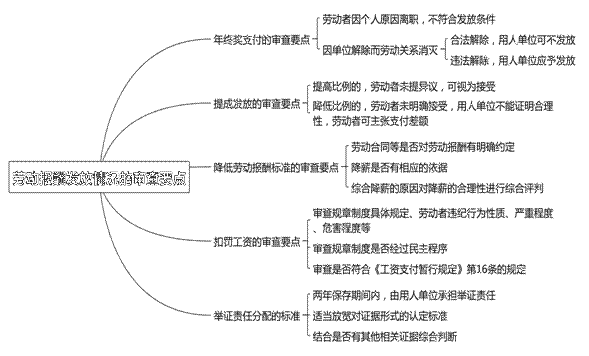 劳动报酬发放情况的审查要点
年终奖支付的审查要点
劳动者因个人原因离职，不符合发放条件
因单位解除而劳动关系消灭
合法解除，用人单位可不发放
违法解除，用人单位应予发放
提成发放的审查要点
提高比例的，劳动者未提异议，可视为接受
降低比例的，劳动者未明确接受，用人单位不能证明合理
性，劳动者可主张支付差额
降低劳动报酬标准的审查要点
劳动合同等是否对劳动报酬有明确约定
降薪是否有相应的依据
综合降薪的原因对降薪的合理性进行综合评判
扣罚工资的审查要点
审查规章制度具体规定、劳动者违纪行为性质、严重程度
、危害程度等
审查规章制度是否经过民主程序
审查是否符合《工资支付暂行规定》第16条的规定
举证责任分配的标准
两年保存期间内，由用人单位承担举证责任
适当放宽对证据形式的认定标准
结合是否有其他相关证据综合判断